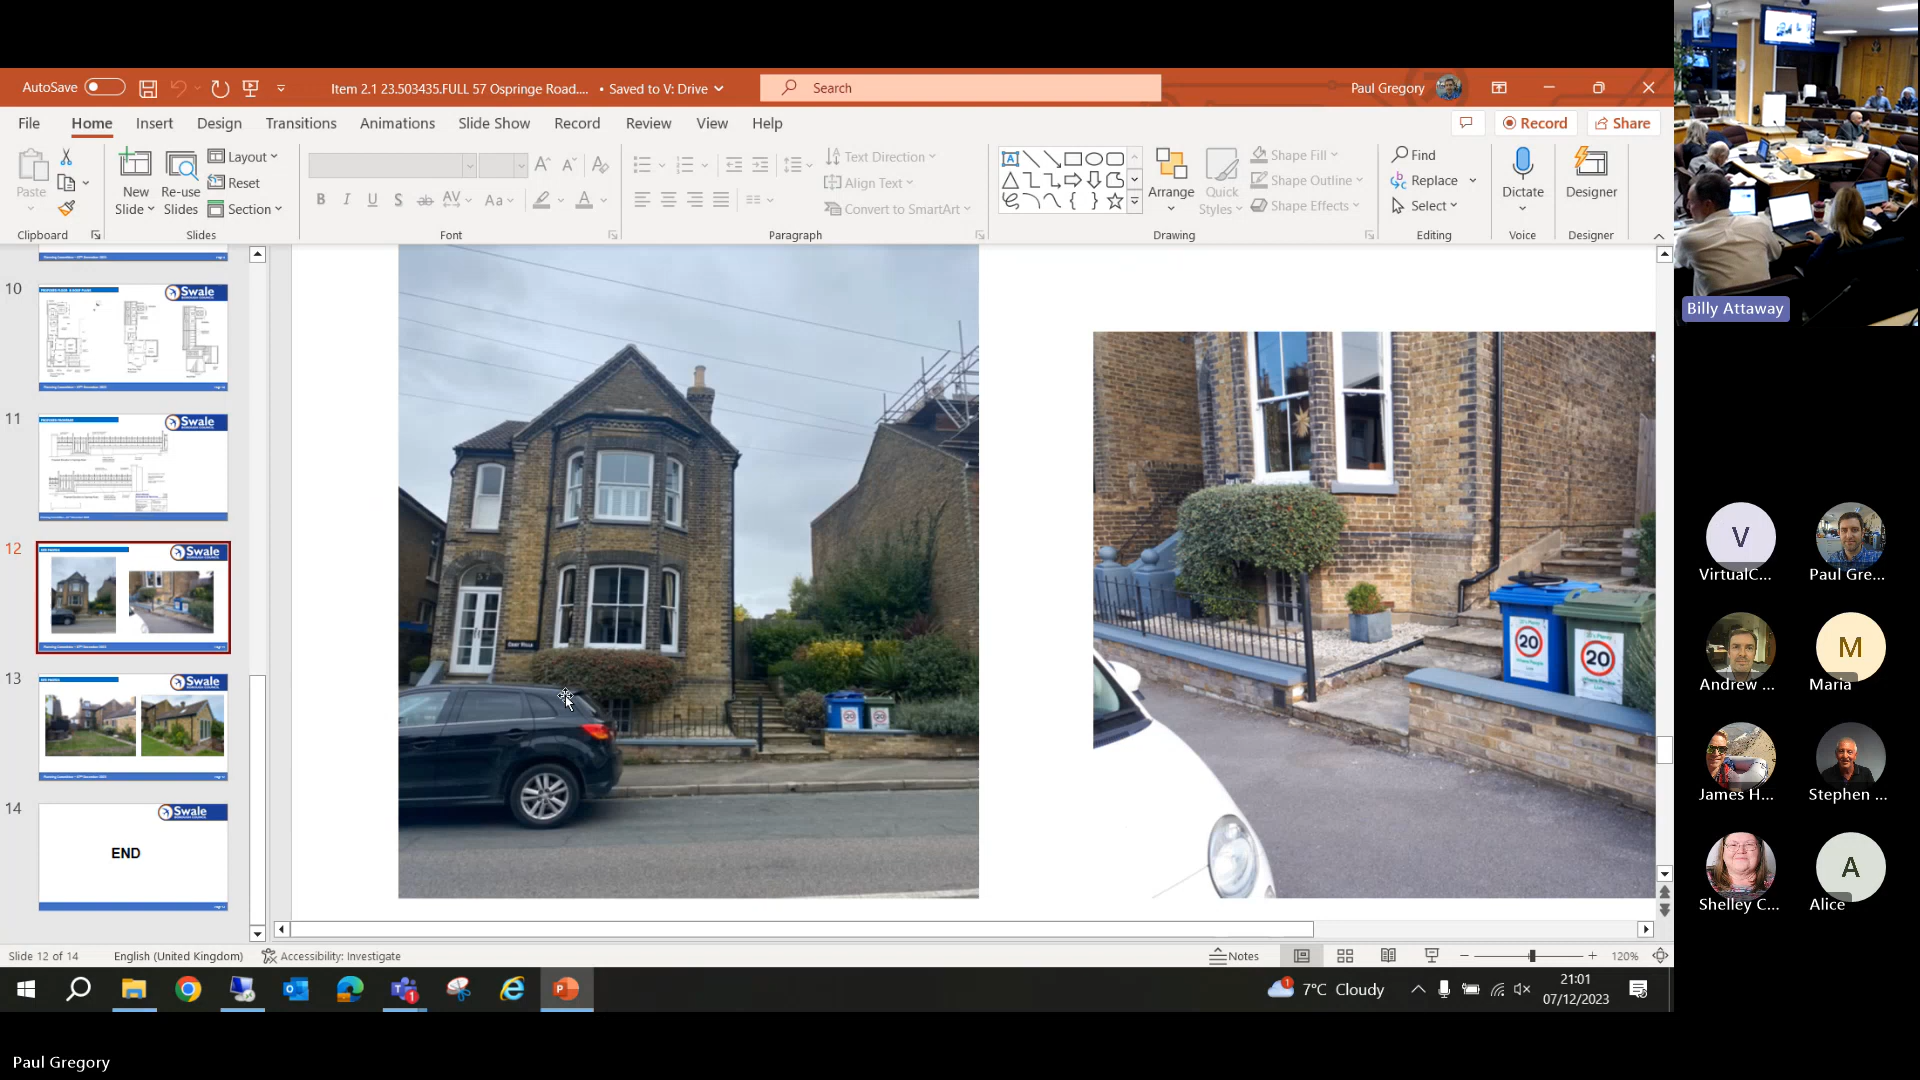 AutoSave
Item 2.1 23.503435.FULL 57 Ospringe Road.... • Saved to V: Drive
Search
Paul Gregory
File Home Insert Design Transitions Animations Slide Show Record Review View Help
Record Share
Paste
New Slide
Re-use Slides
Layout
Reset
Section
Text Direction
Align Text
Convert to SmartArt
Arrange
Quick Styles
Shape Fill
Shape Outline
Shape Effects
Find
Replace
Select
Dictate
Designer
Clipboard Slides Font Paragraph Drawing Editing Voice Designer
10
Swale
11
Swale
12
Swale
13
Swale
14
Swale
END
57
20
20
20
20
Slide 12 of 14 English (United Kingdom) Accessibility: Investigate
Notes
120%
7°C Cloudy
21:01
07/12/2023
Billy Attaway
V
VirtualC...
Paul Gre...
Andrew ...
M
Maria
James H...
Stephen ...
Shelley C...
A
Alice
Paul Gregory